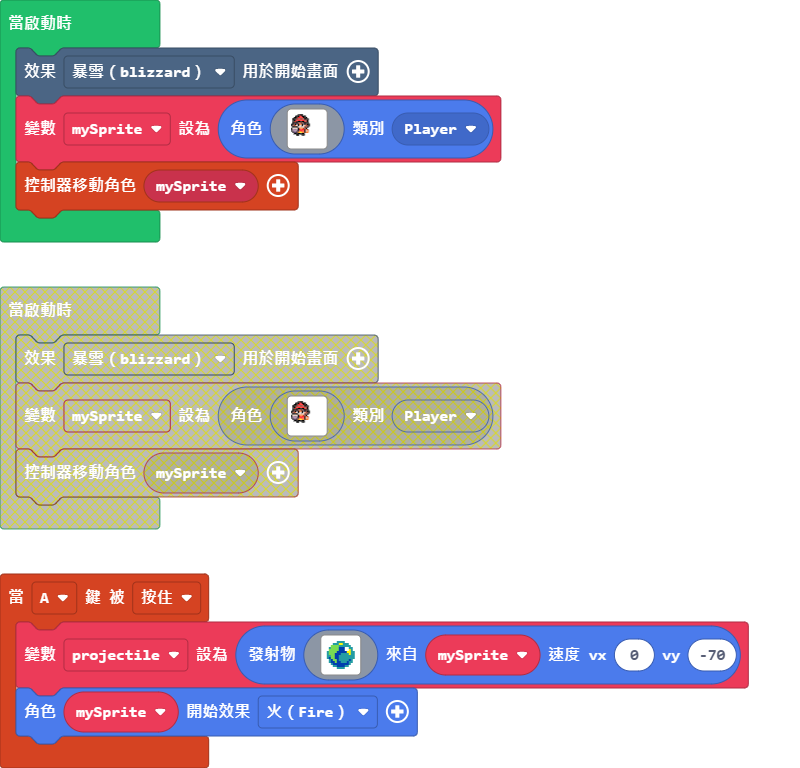 當啟動時
效果 暴雪(blizzard) 用於開始畫面
變數 mySprite 設為 角色 類別 Player
控制器移動角色 mySprite
當啟動時
效果 暴雪(blizzard) 用於開始畫面
變數 mySprite 設為 角色 類別 Player
控制器移動角色 mySprite
當 A 鍵 被 按住
變數 projectile 設為 發射物 來自 mySprite 速度 vx 0 vy -70
角色 mySprite 開始效果 火(Fire)